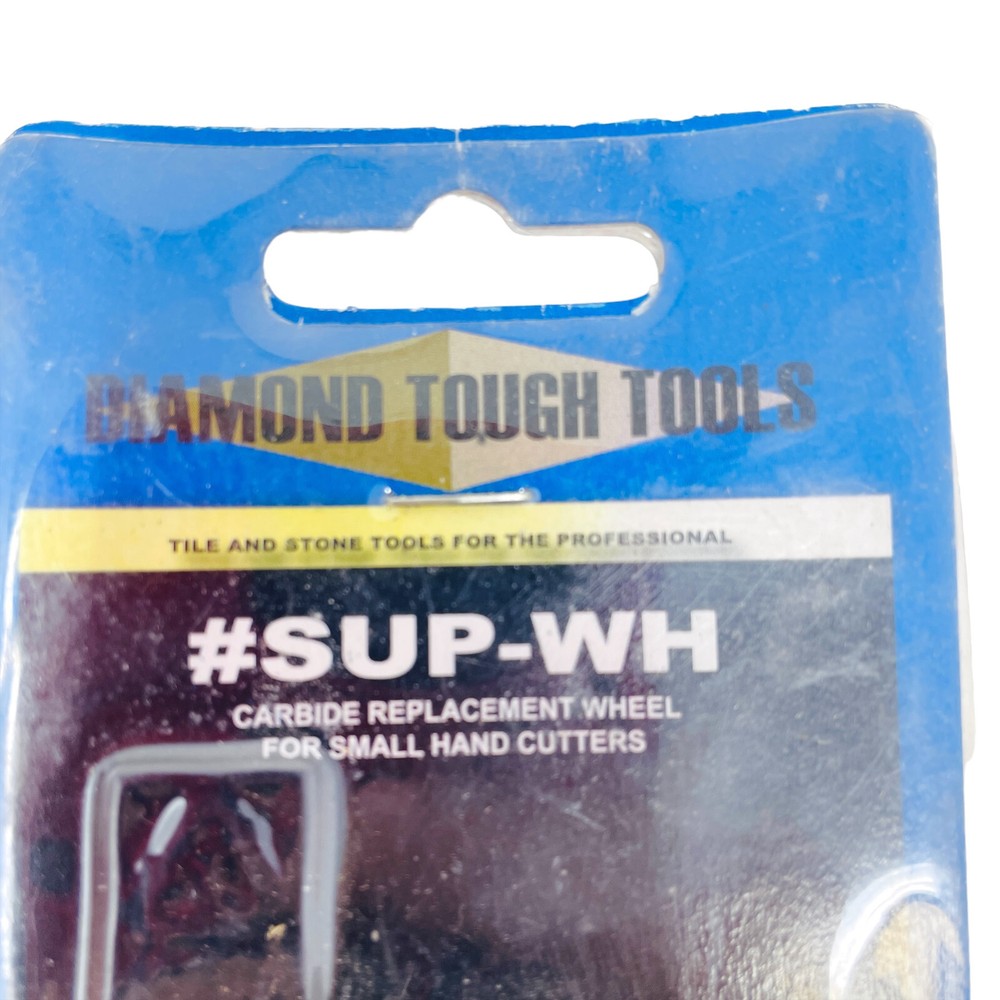 DIAMOND TOUGH TOOLS
TILE AND STONE TOOLS FOR THE PROFESSIONAL
#SUP-WH
CARBIDE REPLACEMENT WHEEL
FOR SMALL HAND CUTTERS